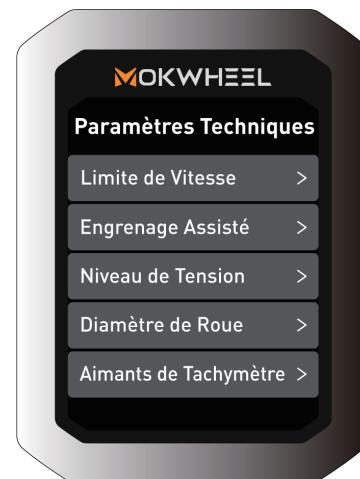 MOKWHEEL
Paramètres Techniques
Limite de Vitesse >
Engrenage Assisté >
Niveau de Tension >
Diamètre de Roue >
Aimants de Tachymètre >